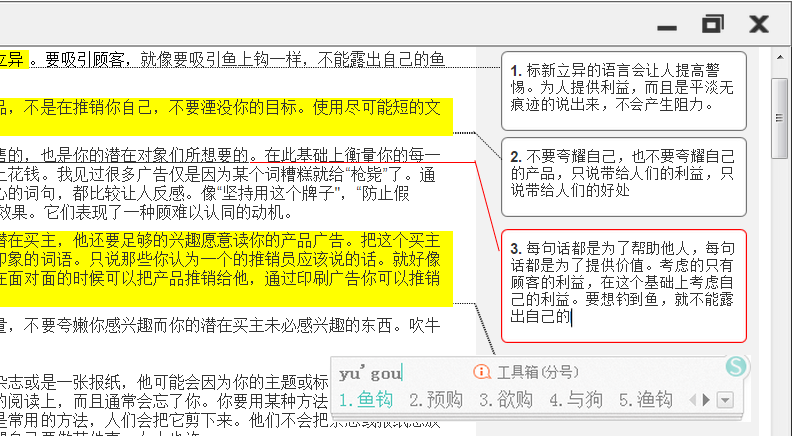 立异 。要吸引顾客，就像要吸引鱼上钩一样，不能露出自己的鱼
品，不是在推销你自己，不要湮没你的目标。使用尽可能短的文
售的，也是你的潜在对象们所想要的。在此基础上衡量你的每一
上花钱。我见过很多广告仅是因为某个词糟糕就给“枪毙”了。通
心的词句，都比较让人反感。像“坚持用这个牌子”，“防止假
效果。它们表现了一种顾难以认同的动机。
潜在买主，他还要足够的兴趣愿意读你的产品广告。把这个买主
印象的词语。只说那些你认为一个的推销员应该说的话。就好像
在面对面的时候可以把产品推销给他，通过印刷广告你可以推销
量，不要夸嫩你感兴趣而你的潜在买主未必感兴趣的东西。吹牛
杂志或是一张报纸，他可能会因为你的主题或标
的阅读上，而且通常会忘了你。你要用某种方法
是常用的方法，人们会把它剪下来。他们不会把
1. 标新立异的语言会让人提高警
惕。为人提供利益，而且是平淡无
痕迹的说出来，不会产生阻力。
2. 不要夸耀自己，也不要夸耀自己
的产品，只说带给人们的利益，只
说带给人们的好处
3. 每句话都是为了帮助他人，每句
话都是为了提供价值。考虑的只有
顾客的利益，在这个基础上考虑自
己的利益。要想钓到鱼，就不能露
出自己的
yu'gou 工具箱(分号) S
1.鱼钩 2.预购 3.欲购 4.与狗 5.渔钩